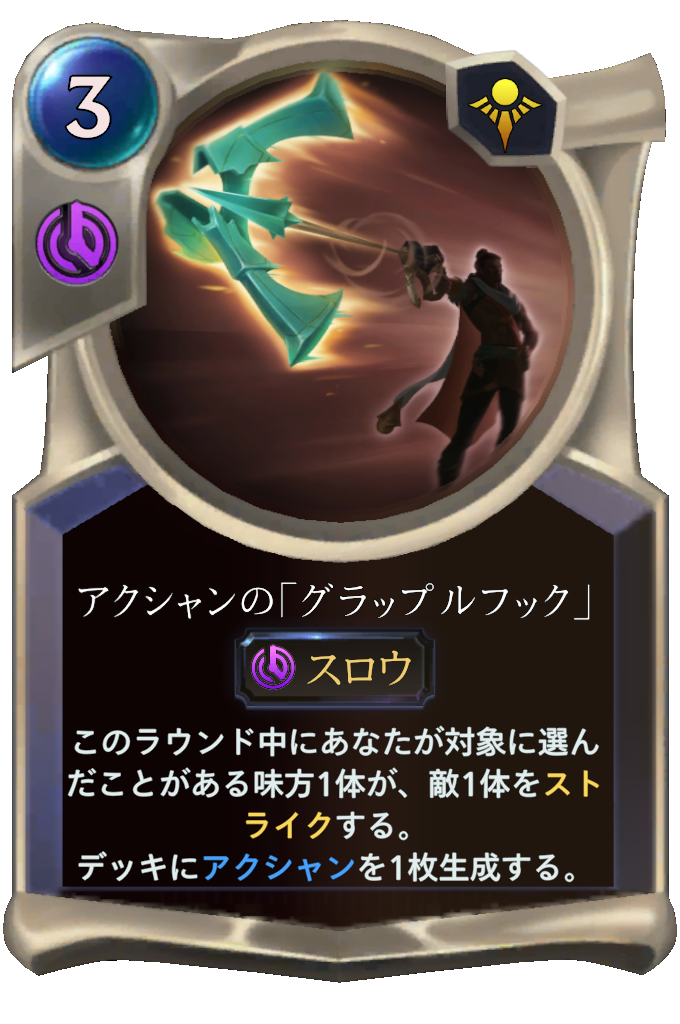 3
アクシャンの「グラップルフック」
スロウ
このラウンド中にあなたが対象に選ん
だことがある味方1体が、敵1体をスト
ライクする。
デッキにアクシャンを1枚生成する。